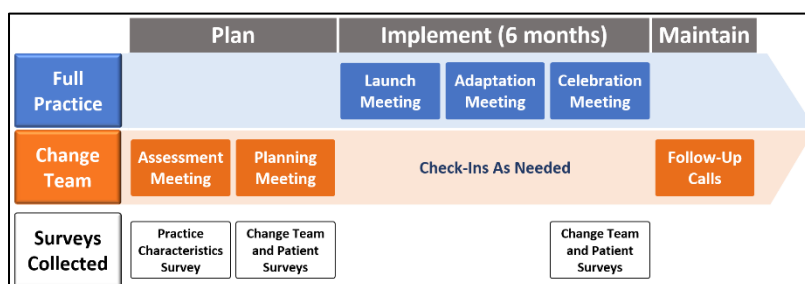 Plan
Implement (6 months)
Maintain
Full
Practice
Launch
Meeting
Adaptation
Meeting
Celebration
Meeting
Change
Team
Assessment
Meeting
Planning
Meeting
Check-Ins As Needed
Follow-Up
Calls
Surveys
Collected
Practice
Characteristics
Survey
Change Team
and Patient
Surveys
Change Team
and Patient
Surveys